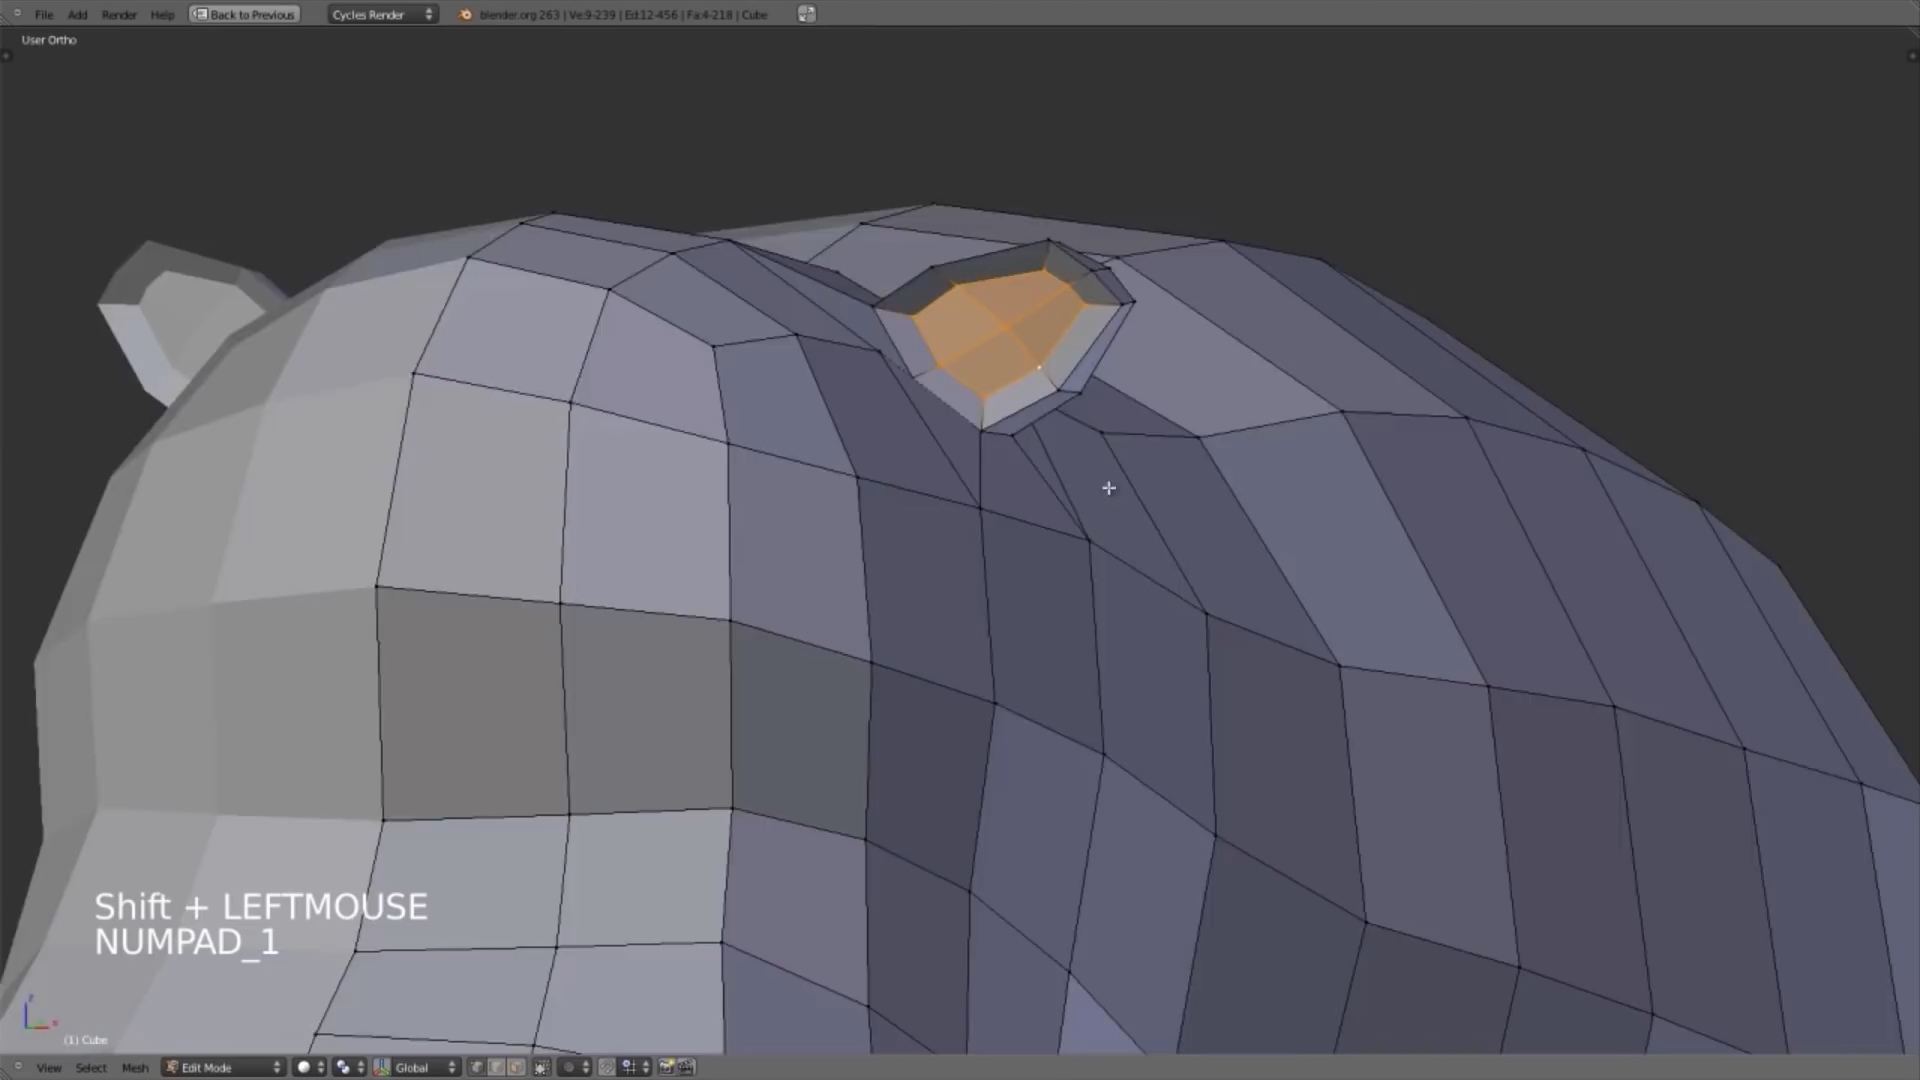 File Add Render Help Back to Previous Cycles Render blender.org 263 | Ve:9-239 | Ed:12-456 | Fa:4-218 | Cube
User Ortho
Shift + LEFTMOUSE
NUMPAD_1
z
x
(1) Cube
View Select Mesh Edit Mode Global